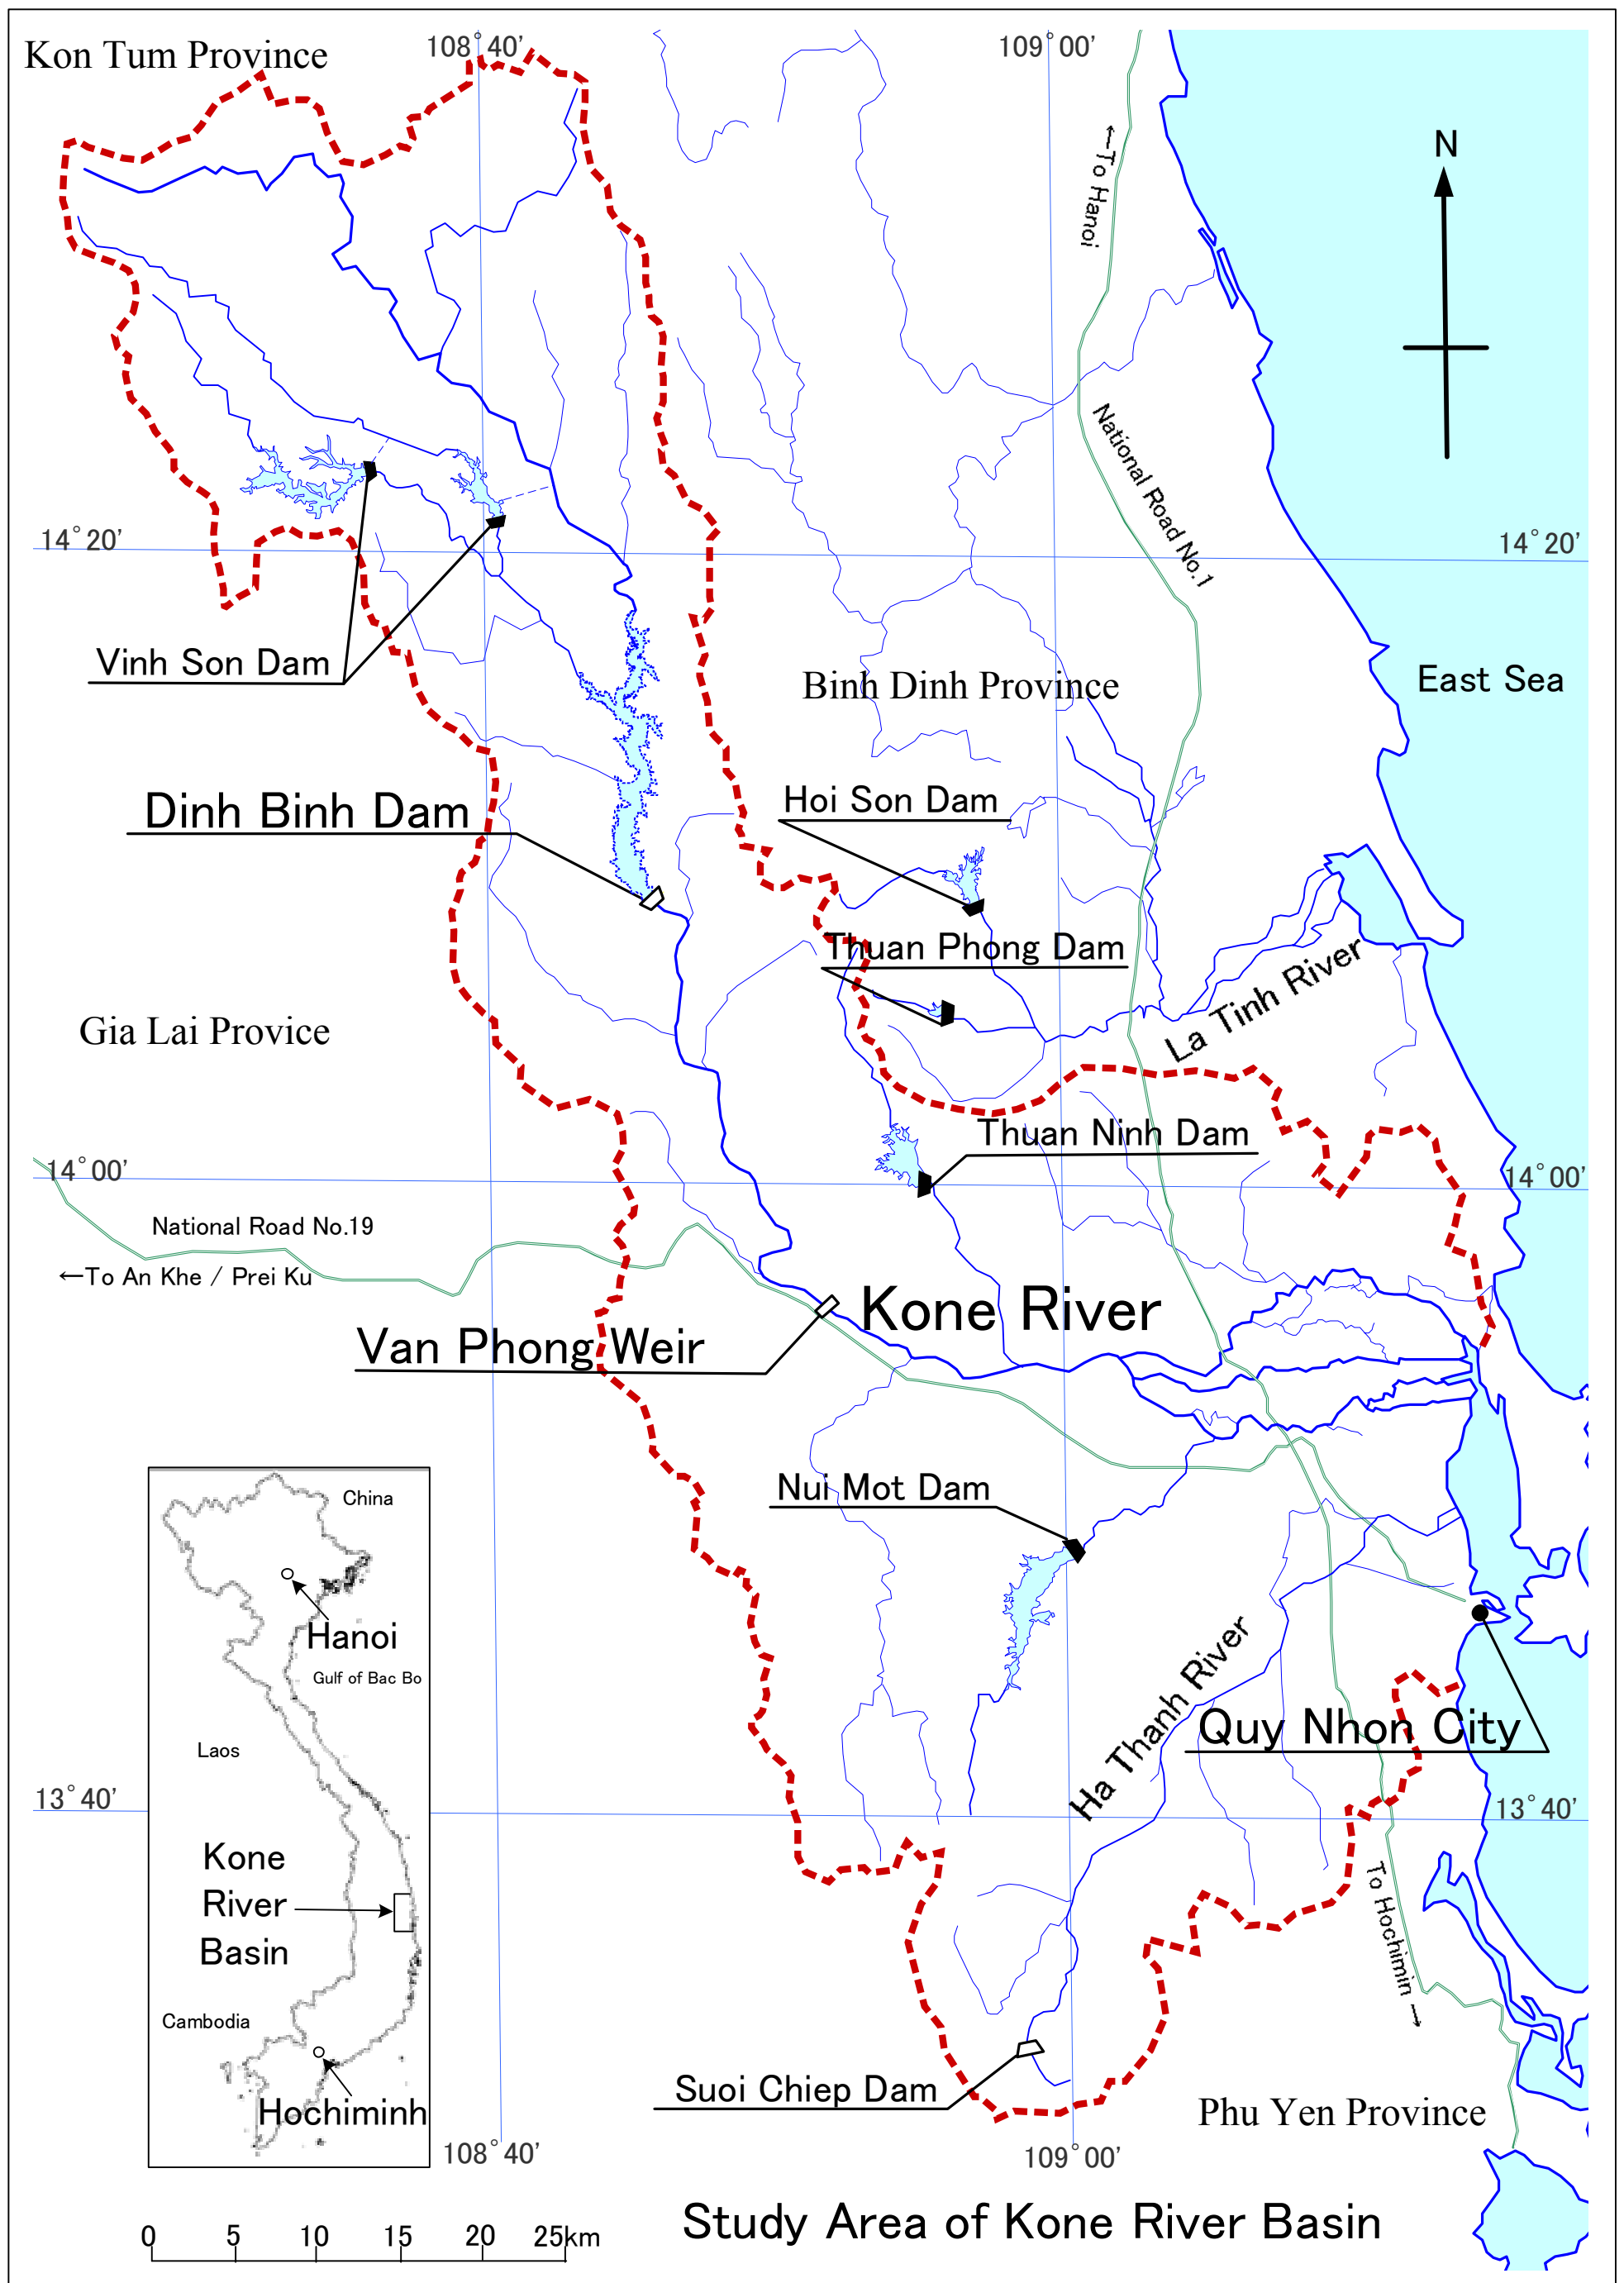 Kon Tum Province
108°40'
109°00'
←To Hanoi
N
National Road No.1
14°20'
14°20'
Vinh Son Dam
Binh Dinh Province
East Sea
Dinh Binh Dam
Hoi Son Dam
Thuan Phong Dam
La Tinh River
Gia Lai Provice
Thuan Ninh Dam
14°00'
14°00'
National Road No.19
←To An Khe / Prei Ku
Kone River
Van Phong Weir
Nui Mot Dam
China
Hanoi
Gulf of Bac Bo
Laos
Ha Thanh River
Quy Nhon City
13°40'
13°40'
Kone
River
Basin
To Hochimin →
Cambodia
Hochiminh
Suoi Chiep Dam
Phu Yen Province
108°40'
109°00'
Study Area of Kone River Basin
0 5 10 15 20 25km